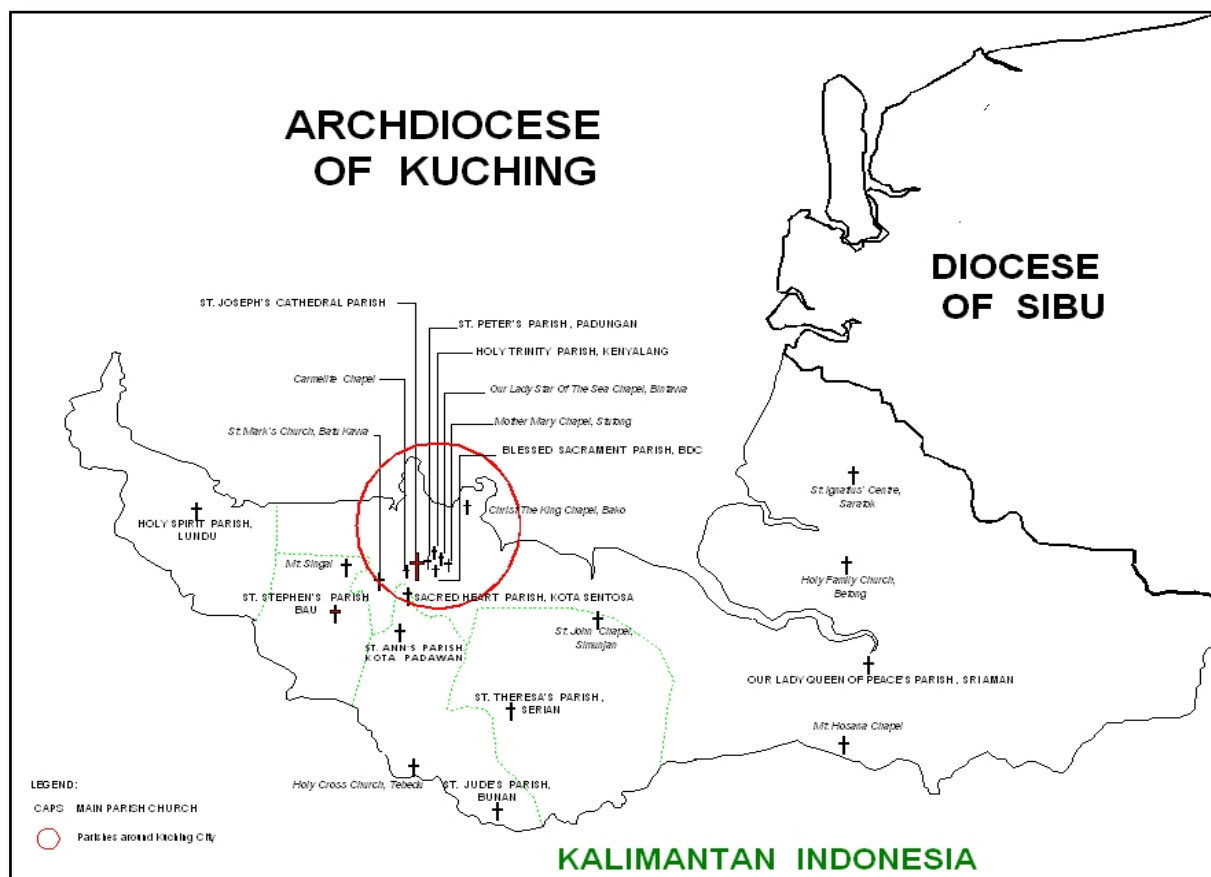 ARCHDIOCESE
OF KUCHING
DIOCESE
OF SIBU
ST. JOSEPH'S CATHEDRAL PARISH
ST. PETER'S PARISH, PADUNGAN
HOLY TRINITY PARISH, KENYALANG
Carmelite Chapel
Our Lady Star Of The Sea Chapel, Bintawa
Mother Mary Chapel, Stutong
St. Mark's Church, Batu Kawa
BLESSED SACRAMENT PARISH, BDC
St. Ignatius' Centre,
Saratok
Christ The King Chapel, Bako
HOLY SPIRIT PARISH,
LUNDU
Mt. Singai
Holy Family Church,
Betong
ST. STEPHEN'S PARISH
BAU
SACRED HEART PARISH, KOTA SENTOSA
St. John Chapel,
Simunjan
ST. ANN'S PARISH
KOTA PADAWAN
OUR LADY QUEEN OF PEACE'S PARISH, SRI AMAN
ST. THERESA'S PARISH,
SERIAN
Mt. Hosana Chapel
Holy Cross Church, Tebedu
ST. JUDE'S PARISH,
BUNAN
LEGEND:
CAPS MAIN PARISH CHURCH
Parishes around Kuching City
KALIMANTAN INDONESIA